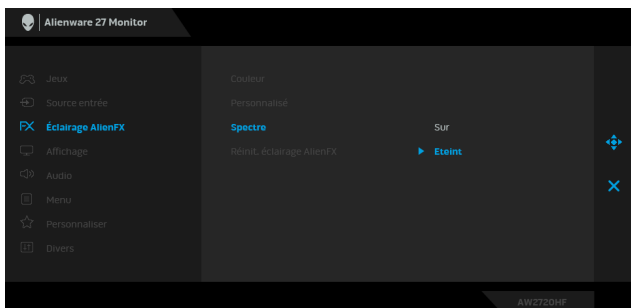 Alienware 27 Monitor
Jeux
Couleur
Source entrée
Personnalisé
FX Éclairage AlienFX
Spectre
Sur
Affichage
Réinit. éclairage AlienFX
Eteint
Audio
Menu
Personnaliser
Divers
AW2720HF